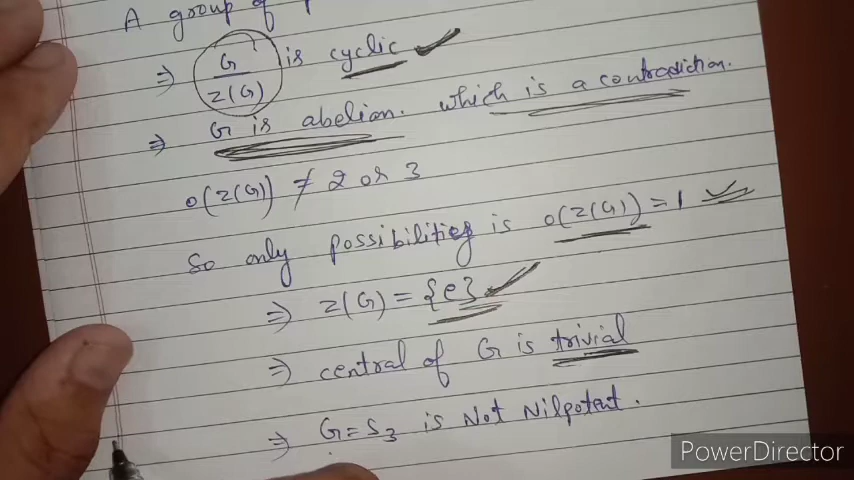 A group of
⇒ G/Z(G) is cyclic ✓
⇒ G is abelian. which is a contradiction.
o(Z(G)) ≠ 2 or 3
So only possibilities is o(Z(G)) = 1 ✓
⇒ Z(G) = {e} ✓
⇒ central of G is trivial
⇒ G = S₃ is Not Nilpotent.
PowerDirector